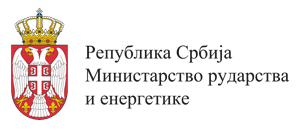 Република Србија
Министарство рударства
и енергетике